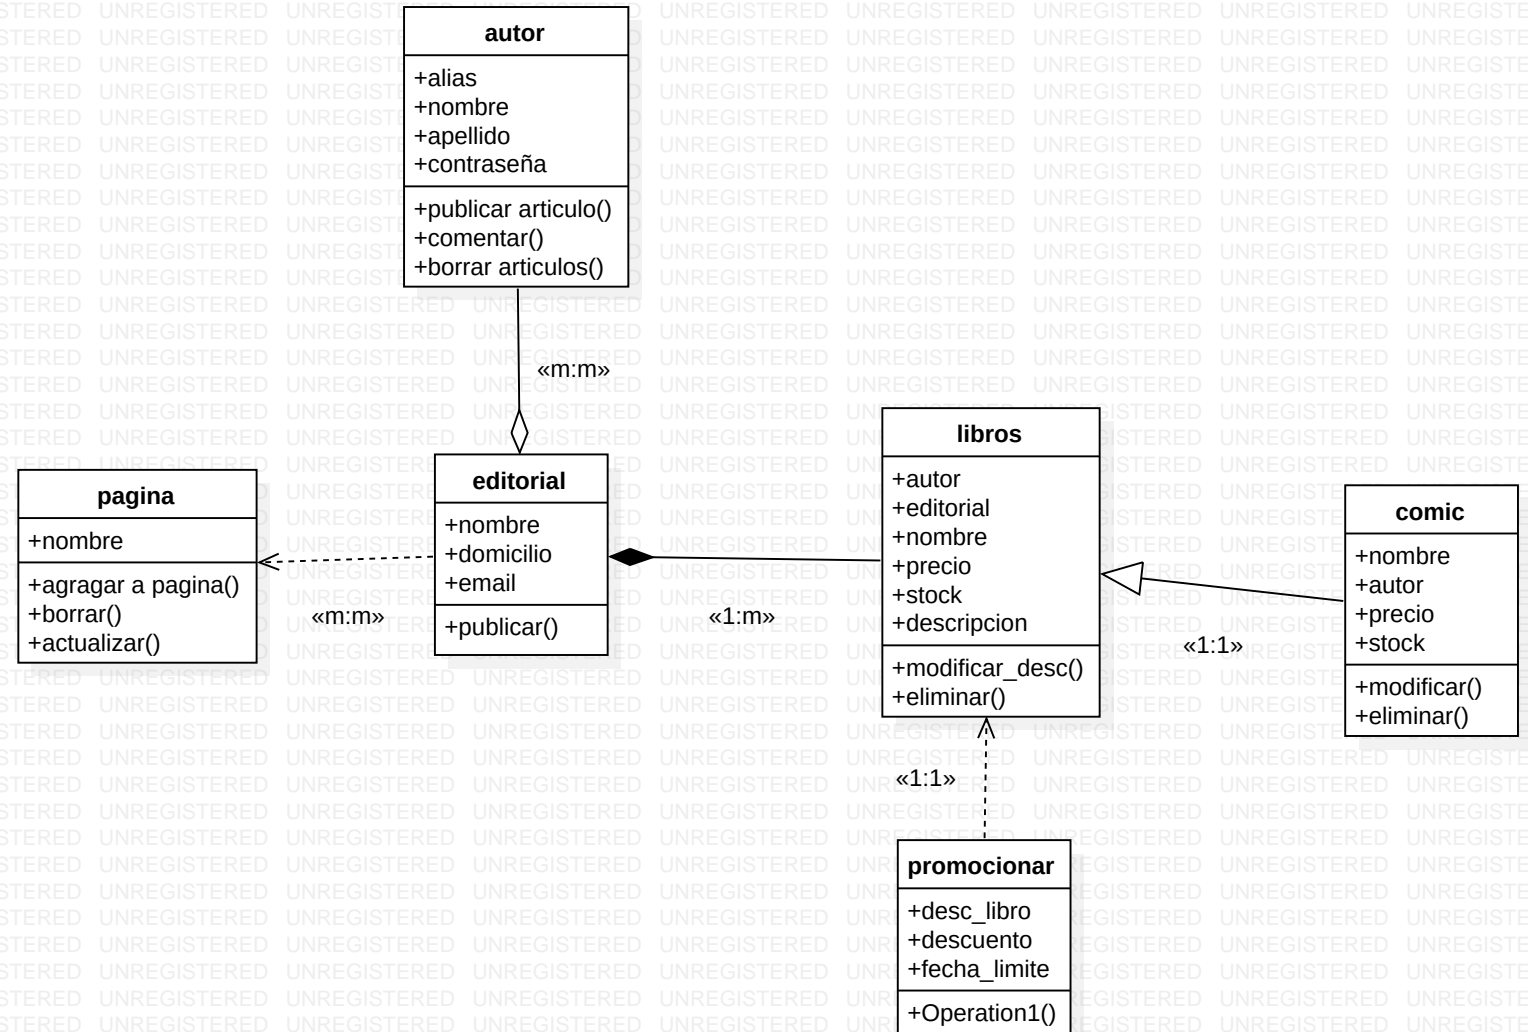 autor
+alias
+nombre
+apellido
+contraseña
+publicar articulo()
+comentar()
+borrar articulos()
«m:m»
pagina
+nombre
+agragar a pagina()
+borrar()
+actualizar()
«m:m»
editorial
+nombre
+domicilio
+email
+publicar()
«1:m»
libros
+autor
+editorial
+nombre
+precio
+stock
+descripcion
+modificar_desc()
+eliminar()
«1:1»
comic
+nombre
+autor
+precio
+stock
+modificar()
+eliminar()
«1:1»
promocionar
+desc_libro
+descuento
+fecha_limite
+Operation1()
UNREGISTERED